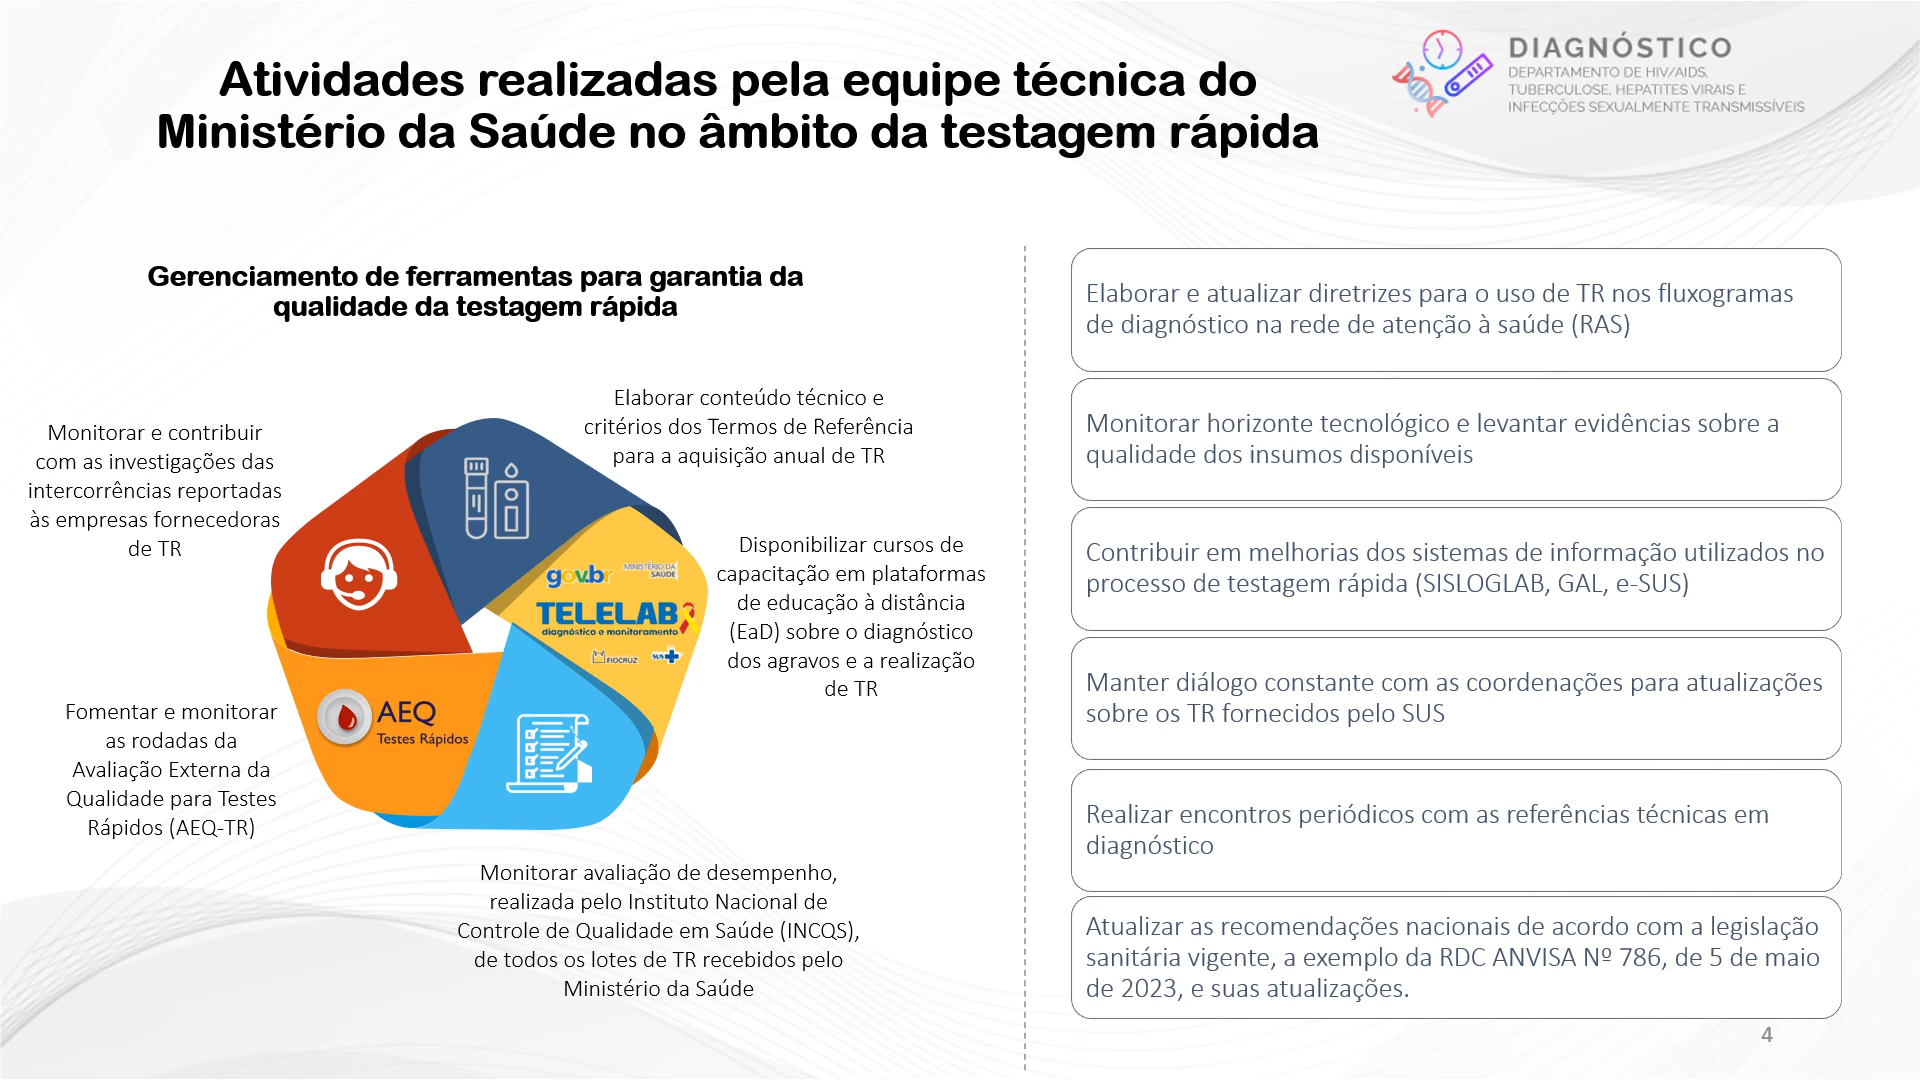 Atividades realizadas pela equipe técnica do
Ministério da Saúde no âmbito da testagem rápida
DIAGNÓSTICO
DEPARTAMENTO DE HIV/AIDS,
TUBERCULOSE, HEPATITES VIRAIS E
INFECÇÕES SEXUALMENTE TRANSMISSÍVEIS
Gerenciamento de ferramentas para garantia da
qualidade da testagem rápida
Monitorar e contribuir
com as investigações das
intercorrências reportadas
às empresas fornecedoras
de TR
Elaborar conteúdo técnico e
critérios dos Termos de Referência
para a aquisição anual de TR
Disponibilizar cursos de
capacitação em plataformas
de educação à distância
(EaD) sobre o diagnóstico
dos agravos e a realização
de TR
gov.br
MINISTÉRIO DA
SAÚDE
TELELAB
diagnóstico e monitoramento
FIOCRUZ
SUS
AEQ
Testes Rápidos
Fomentar e monitorar
as rodadas da
Avaliação Externa da
Qualidade para Testes
Rápidos (AEQ-TR)
Monitorar avaliação de desempenho,
realizada pelo Instituto Nacional de
Controle de Qualidade em Saúde (INCQS),
de todos os lotes de TR recebidos pelo
Ministério da Saúde
Elaborar e atualizar diretrizes para o uso de TR nos fluxogramas
de diagnóstico na rede de atenção à saúde (RAS)
Monitorar horizonte tecnológico e levantar evidências sobre a
qualidade dos insumos disponíveis
Contribuir em melhorias dos sistemas de informação utilizados no
processo de testagem rápida (SISLOGLAB, GAL, e-SUS)
Manter diálogo constante com as coordenações para atualizações
sobre os TR fornecidos pelo SUS
Realizar encontros periódicos com as referências técnicas em
diagnóstico
Atualizar as recomendações nacionais de acordo com a legislação
sanitária vigente, a exemplo da RDC ANVISA Nº 786, de 5 de maio
de 2023, e suas atualizações.
4